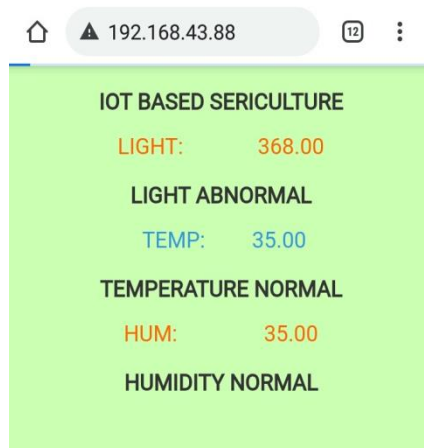 192.168.43.88 12
IOT BASED SERICULTURE
LIGHT: 368.00
LIGHT ABNORMAL
TEMP: 35.00
TEMPERATURE NORMAL
HUM: 35.00
HUMIDITY NORMAL